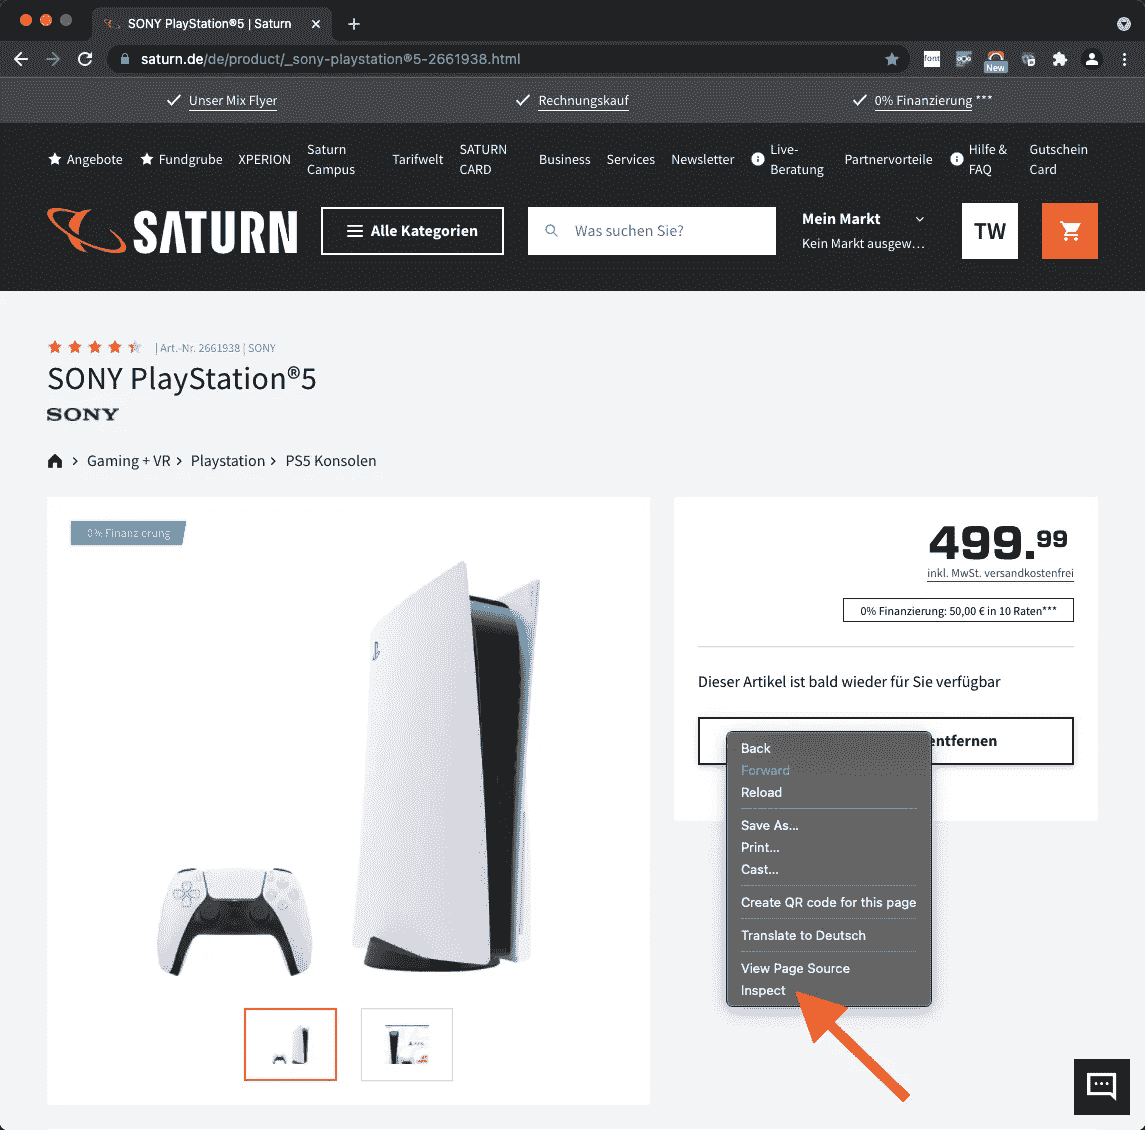 SONY PlayStation®5 | Saturn
saturn.de/de/product/_sony-playstation®5-2661938.html
font
New
Unser Mix Flyer
Rechnungskauf
0% Finanzierung ***
Angebote
Fundgrube
XPERION
Saturn
Campus
Tarifwelt
SATURN
CARD
Business
Services
Newsletter
Live-
Beratung
Partnervorteile
Hilfe &
FAQ
Gutschein
Card
SATURN
Alle Kategorien
Was suchen Sie?
Mein Markt
Kein Markt ausgew...
TW
| Art.-Nr. 2661938 | SONY
SONY PlayStation®5
SONY
Gaming + VR
Playstation
PS5 Konsolen
0% Finanzierung
499.99
inkl. MwSt. versandkostenfrei
0% Finanzierung: 50,00 € in 10 Raten***
Dieser Artikel ist bald wieder für Sie verfügbar
entfernen
Back
Forward
Reload
Save As...
Print...
Cast...
Create QR code for this page
Translate to Deutsch
View Page Source
Inspect